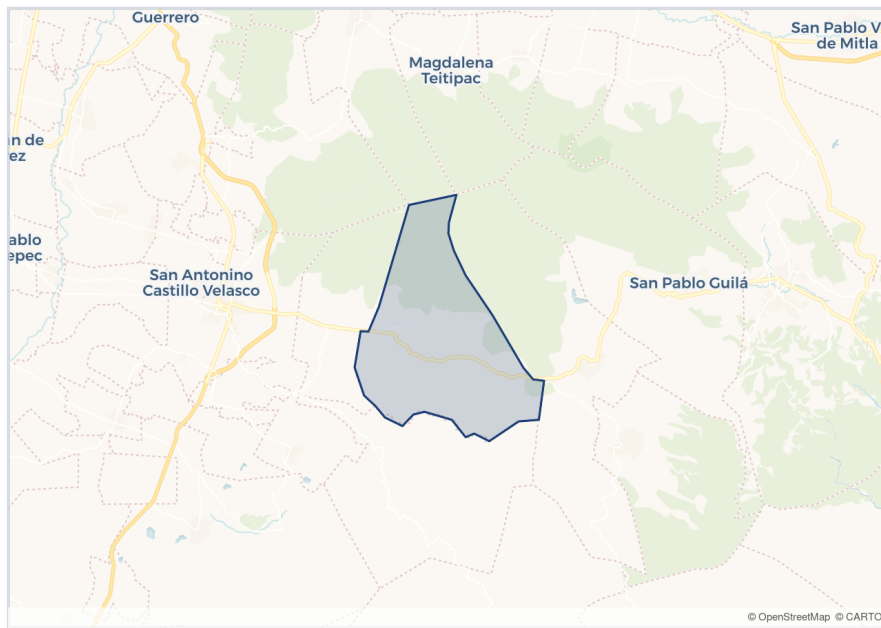 Guerrero
San Pablo V
de Mitla
Magdalena
Teitipac
n de
ez
ablo
epec
San Antonino
Castillo Velasco
San Pablo Guilá
© OpenStreetMap © CARTO